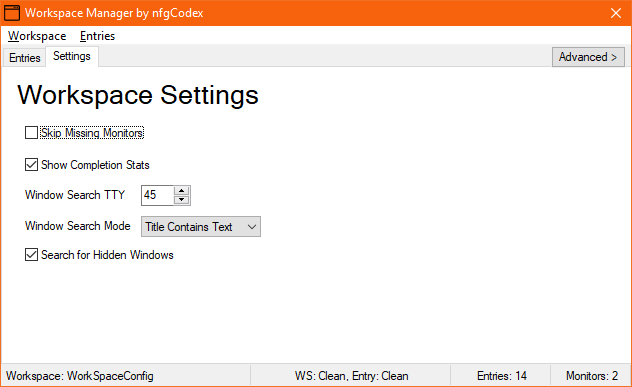 Workspace Manager by nfgCodex
Workspace Entries
Entries Settings Advanced >
Workspace Settings
Skip Missing Monitors
Show Completion Stats
Window Search TTY 45
Window Search Mode Title Contains Text
Search for Hidden Windows
Workspace: WorkSpaceConfig WS: Clean, Entry: Clean Entries: 14 Monitors: 2